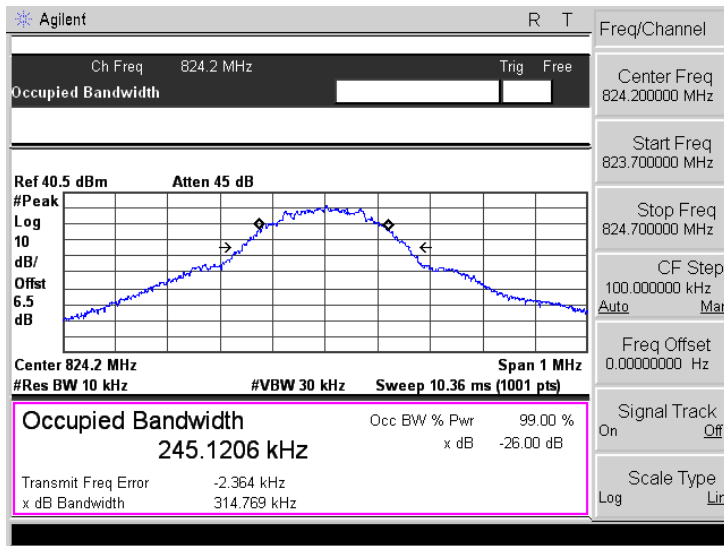 Agilent R T
Ch Freq 824.2 MHz Trig Free
Occupied Bandwidth
Ref 40.5 dBm Atten 45 dB
#Peak
Log
10
dB/
Offst
6.5
dB
Center 824.2 MHz Span 1 MHz
#Res BW 10 kHz #VBW 30 kHz Sweep 10.36 ms (1001 pts)
Occupied Bandwidth
245.1206 kHz
Occ BW % Pwr 99.00 %
x dB -26.00 dB
Transmit Freq Error -2.364 kHz
x dB Bandwidth 314.769 kHz
Freq/Channel
Center Freq
824.200000 MHz
Start Freq
823.700000 MHz
Stop Freq
824.700000 MHz
CF Step
100.000000 kHz
Auto Man
Freq Offset
0.00000000 Hz
Signal Track
On Off
Scale Type
Log Lin